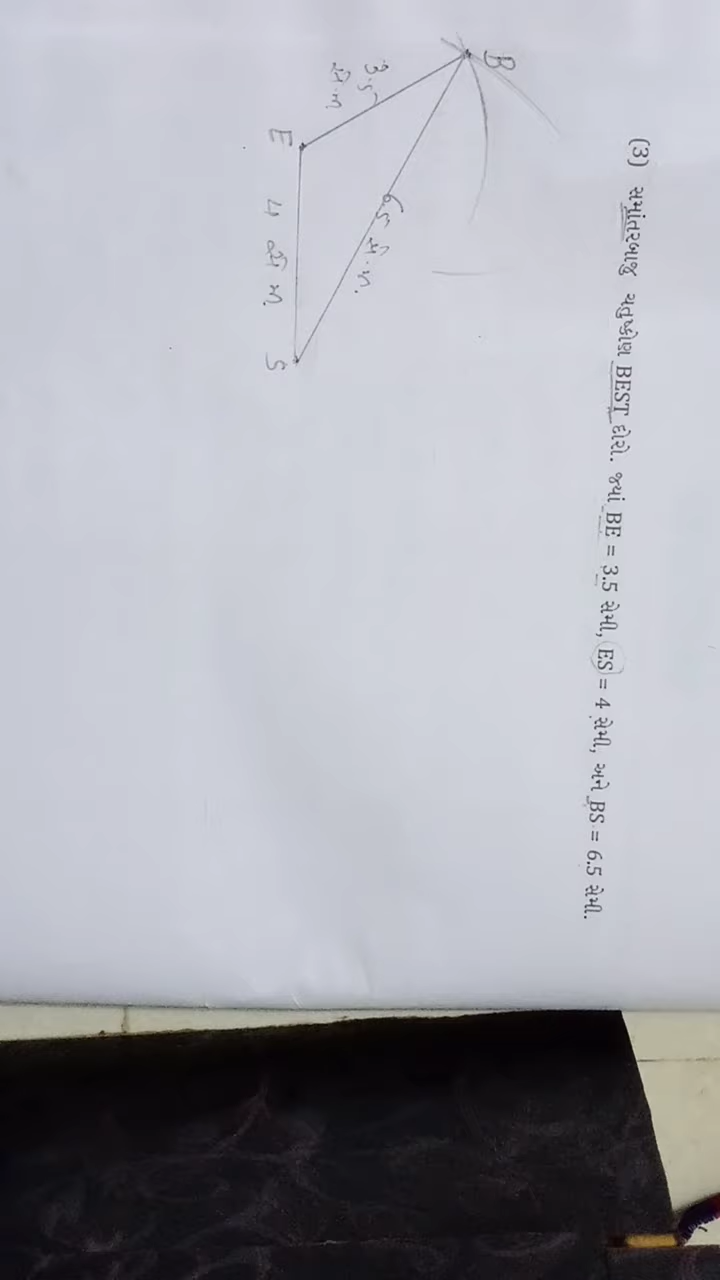 (3) સમાંતરબાજુ ચતુષ્કોણ BEST દોરો. જ્યાં BE = 3.5 સેમી, ES = 4 સેમી, અને BS = 6.5 સેમી.
B
3.5 સે.મી.
6.5 સે.મી.
E
4 સે.મી.
S